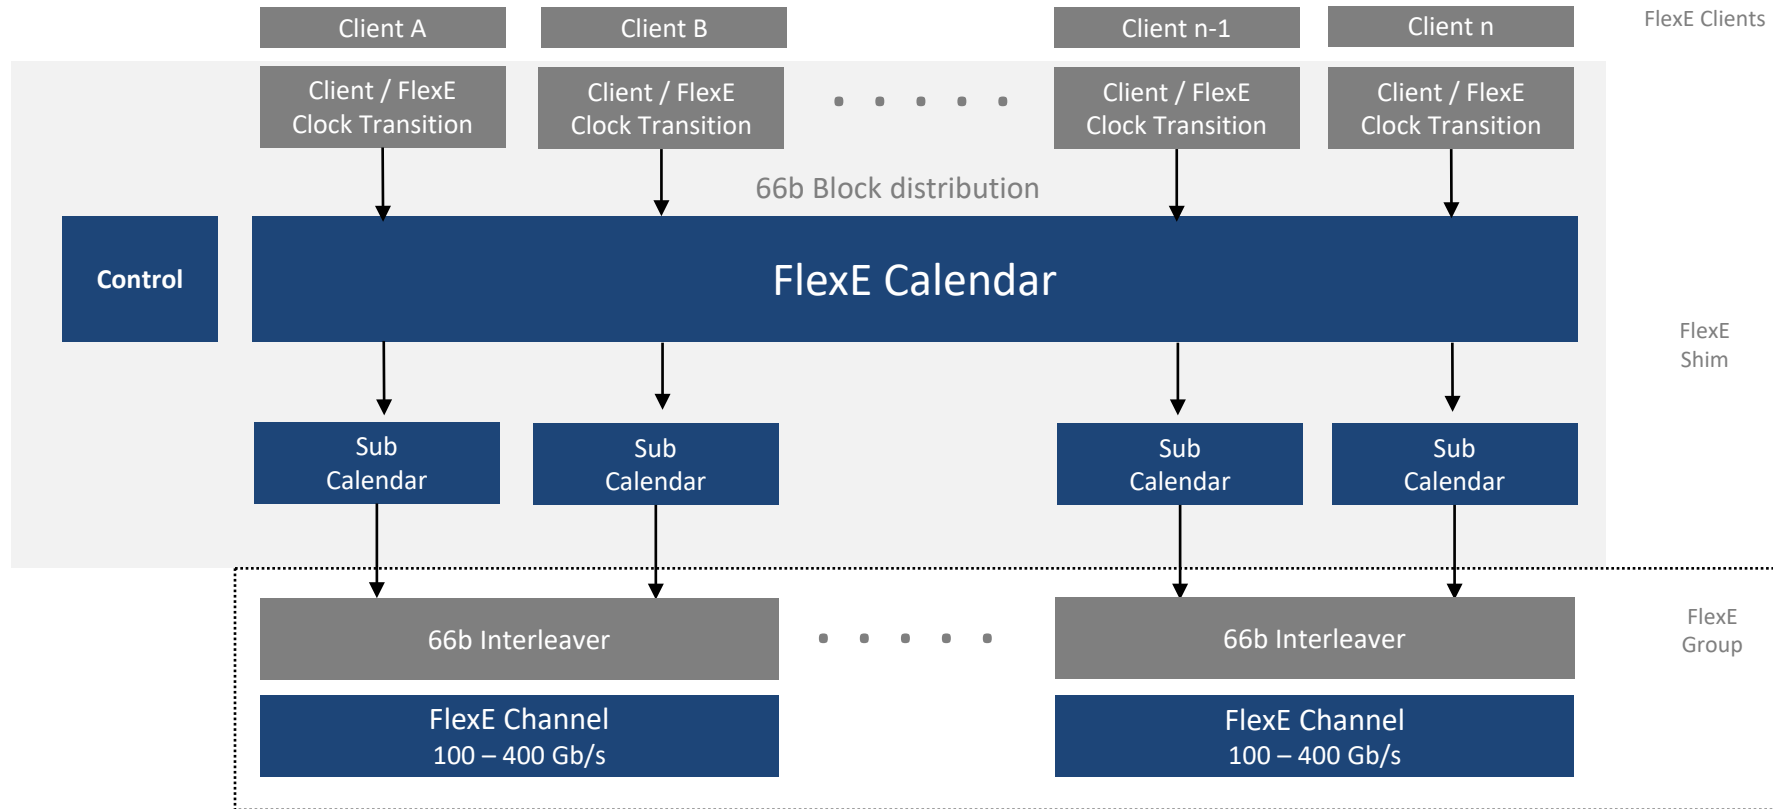 Client A
Client B
Client n-1
Client n
FlexE Clients
Client / FlexE
Clock Transition
Client / FlexE
Clock Transition
Client / FlexE
Clock Transition
Client / FlexE
Clock Transition
66b Block distribution
Control
FlexE Calendar
FlexE
Shim
Sub
Calendar
Sub
Calendar
Sub
Calendar
Sub
Calendar
66b Interleaver
66b Interleaver
FlexE
Group
FlexE Channel
100 – 400 Gb/s
FlexE Channel
100 – 400 Gb/s